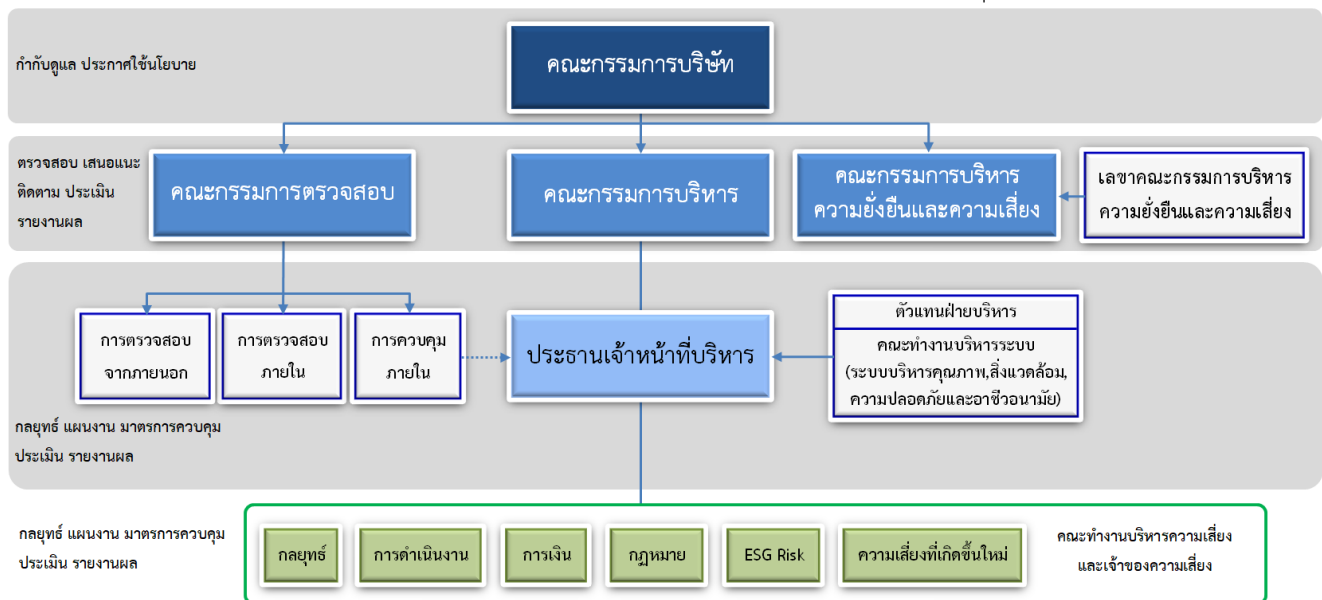 กำกับดูแล ประกาศใช้นโยบาย
คณะกรรมการบริษัท
ตรวจสอบ เสนอแนะ
ติดตาม ประเมิน
รายงานผล
คณะกรรมการตรวจสอบ
คณะกรรมการบริหาร
คณะกรรมการบริหาร
ความยั่งยืนและความเสี่ยง
เลขาคณะกรรมการบริหาร
ความยั่งยืนและความเสี่ยง
การตรวจสอบ
จากภายนอก
การตรวจสอบ
ภายใน
การควบคุม
ภายใน
ประธานเจ้าหน้าที่บริหาร
ตัวแทนฝ่ายบริหาร
คณะทำงานบริหารระบบ
(ระบบบริหารคุณภาพ,สิ่งแวดล้อม,
ความปลอดภัยและอาชีวอนามัย)
กลยุทธ์ แผนงาน มาตรการควบคุม
ประเมิน รายงานผล
กลยุทธ์ แผนงาน มาตรการควบคุม
ประเมิน รายงานผล
กลยุทธ์
การดำเนินงาน
การเงิน
กฎหมาย
ESG Risk
ความเสี่ยงที่เกิดขึ้นใหม่
คณะทำงานบริหารความเสี่ยง
และเจ้าของความเสี่ยง